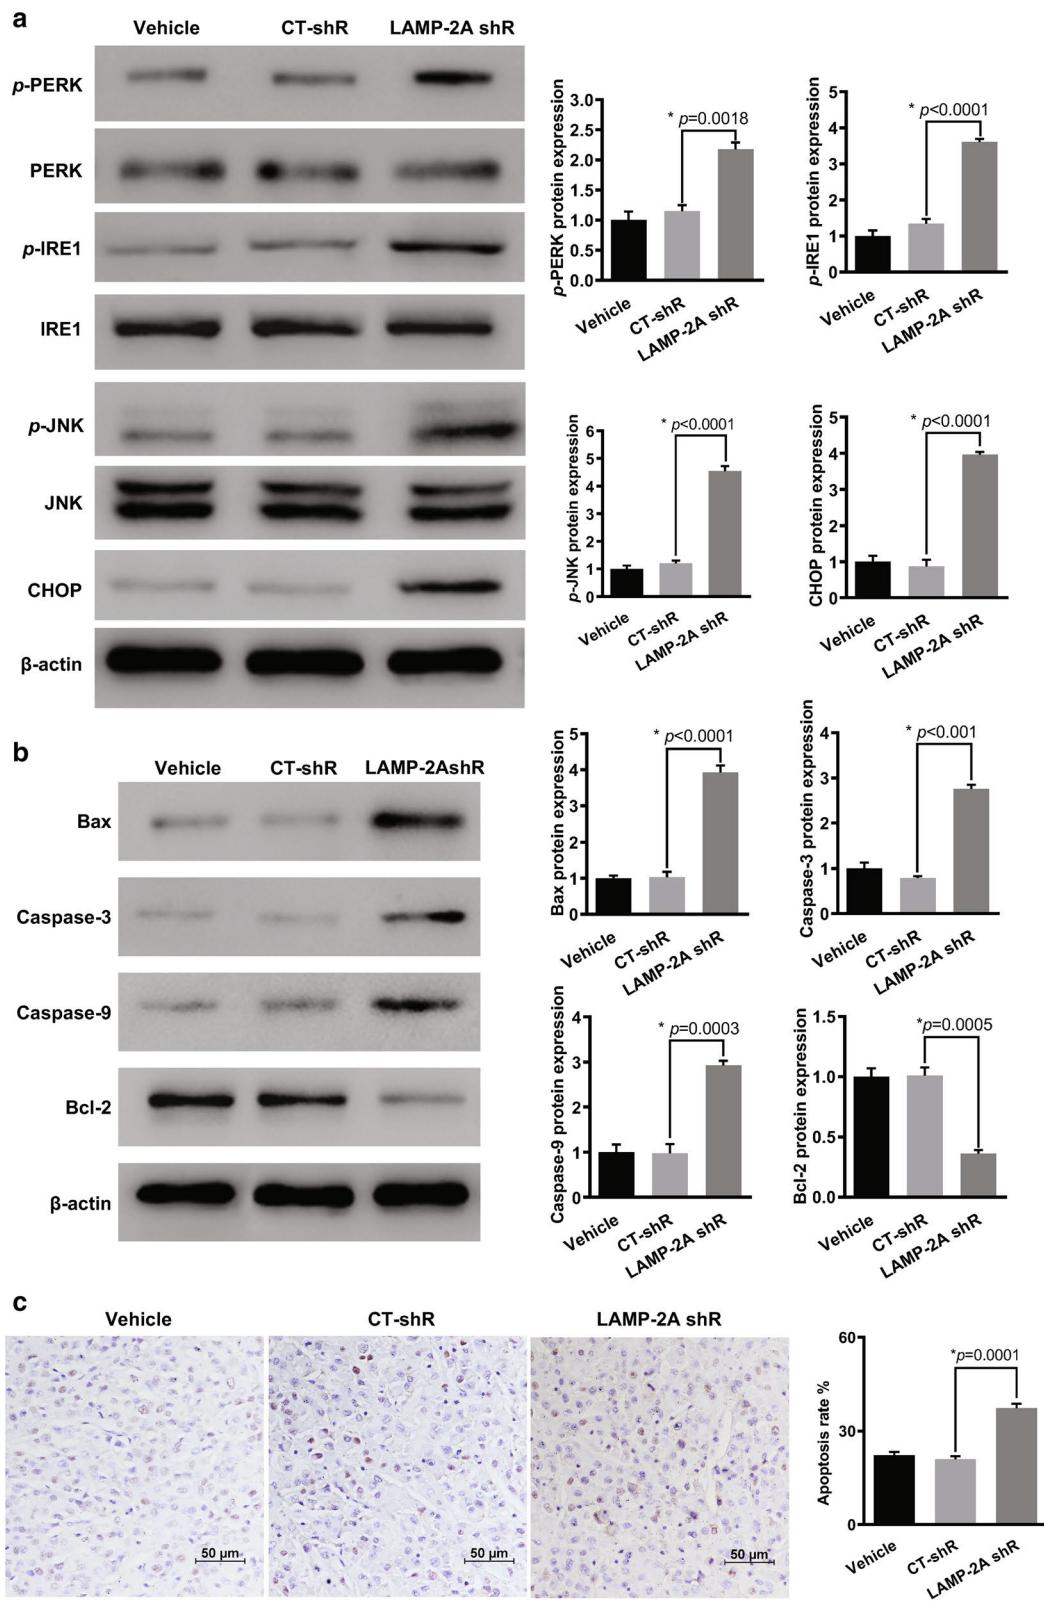 a
Vehicle CT-shR LAMP-2A shR
p-PERK
PERK
p-IRE1
IRE1
p-JNK
JNK
CHOP
β-actin
p-PERK protein expression
3.0
2.5
2.0
1.5
1.0
0.5
0.0
* p=0.0018
Vehicle
CT-shR
LAMP-2A shR
p-IRE1 protein expression
5
4
3
2
1
0
* p<0.0001
Vehicle
CT-shR
LAMP-2A shR
p-JNK protein expression
6
5
4
3
2
1
0
* p<0.0001
Vehicle
CT-shR
LAMP-2A shR
CHOP protein expression
5
4
3
2
1
0
* p<0.0001
Vehicle
CT-shR
LAMP-2A shR
b
Vehicle CT-shR LAMP-2AshR
Bax
Caspase-3
Caspase-9
Bcl-2
β-actin
Bax protein expression
5
4
3
2
1
0
* p<0.0001
Vehicle
CT-shR
LAMP-2A shR
Caspase-3 protein expression
4
3
2
1
0
* p<0.001
Vehicle
CT-shR
LAMP-2A shR
Caspase-9 protein expression
4
3
2
1
0
* p=0.0003
Vehicle
CT-shR
LAMP-2A shR
Bcl-2 protein expression
1.5
1.0
0.5
0.0
*p=0.0005
Vehicle
CT-shR
LAMP-2A shR
c
Vehicle CT-shR LAMP-2A shR
50 µm
50 µm
50 µm
Apoptosis rate %
60
30
0
*p=0.0001
Vehicle
CT-shR
LAMP-2A shR